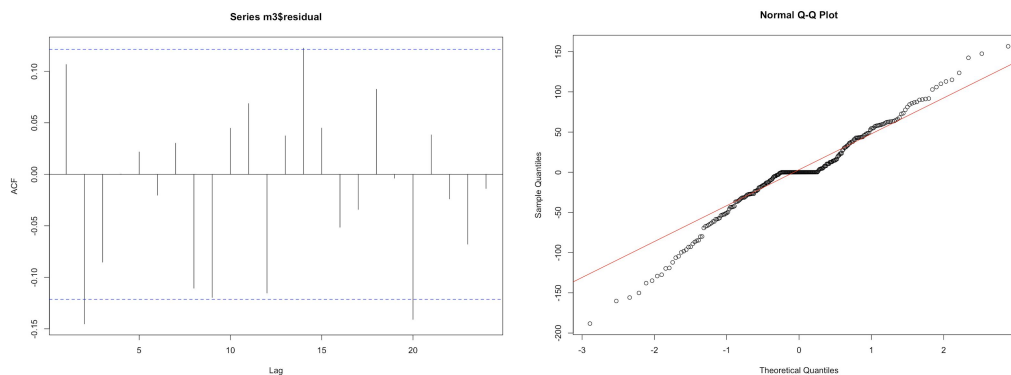 Series m3$residual
ACF
0.10
0.05
0.00
-0.05
-0.10
-0.15
5 10 15 20
Lag
Normal Q-Q Plot
Sample Quantiles
150
100
50
0
-50
-100
-150
-200
-3 -2 -1 0 1 2
Theoretical Quantiles